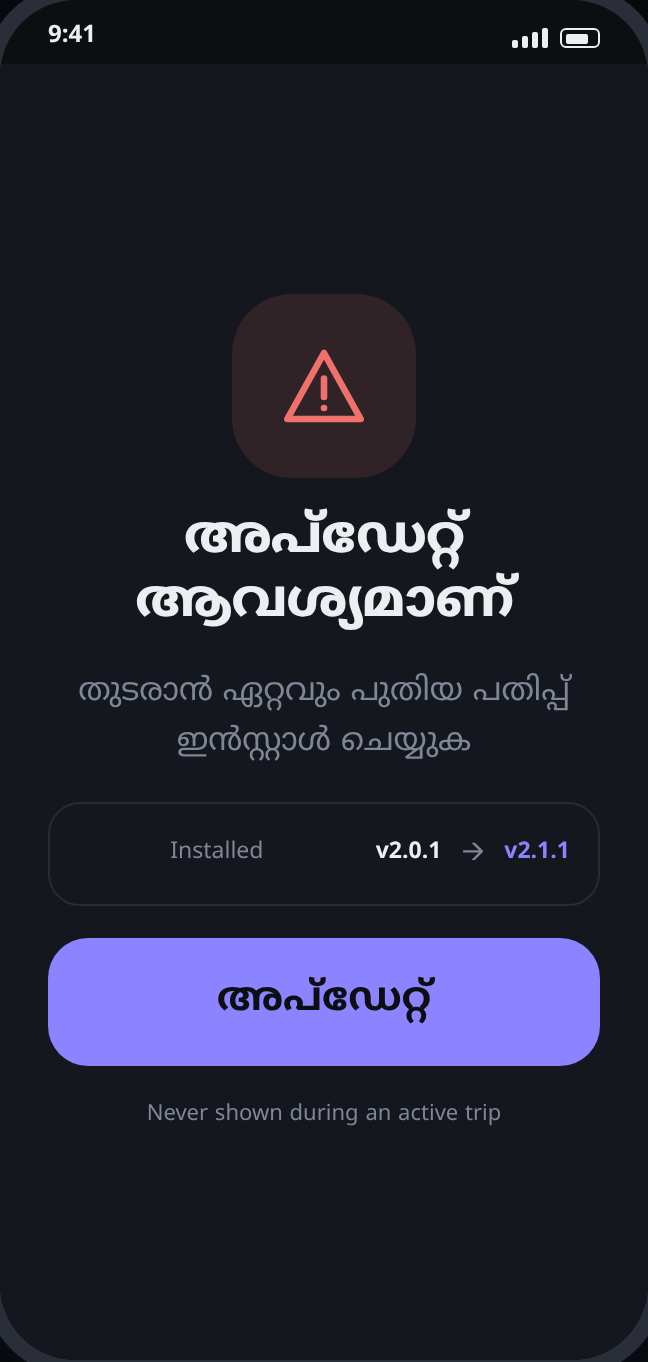 9:41
അപ്ഡേറ്റ്
ആവശ്യമാണ്
തുടരാൻ ഏറ്റവും പുതിയ പതിപ്പ്
ഇൻസ്റ്റാൾ ചെയ്യുക
Installed v2.0.1 → v2.1.1
അപ്ഡേറ്റ്
Never shown during an active trip